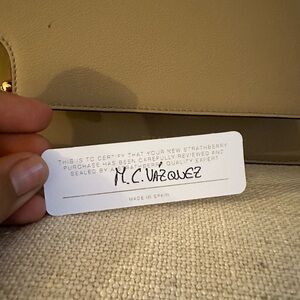 THIS IS TO CERTIFY THAT YOUR NEW STRATHBERRY
PURCHASE HAS BEEN CAREFULLY REVIEWED AND
SEALED BY A STRATHBERRY QUALITY EXPERT
M.C. VÁZQUEZ
MADE IN SPAIN